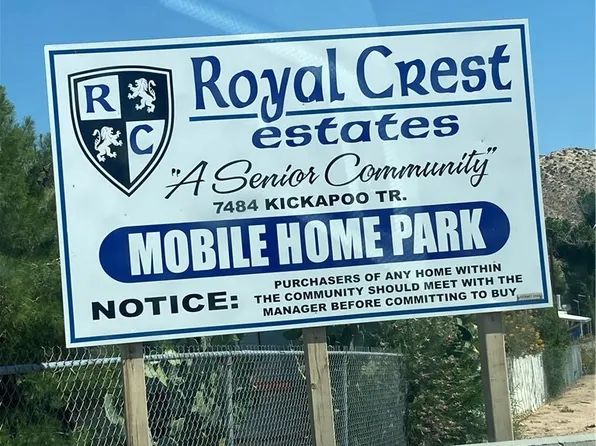 R
C
Royal Crest
estates
"A Senior Community"
7484 KICKAPOO TR.
MOBILE HOME PARK
NOTICE:
PURCHASERS OF ANY HOME WITHIN
THE COMMUNITY SHOULD MEET WITH THE
MANAGER BEFORE COMMITTING TO BUY